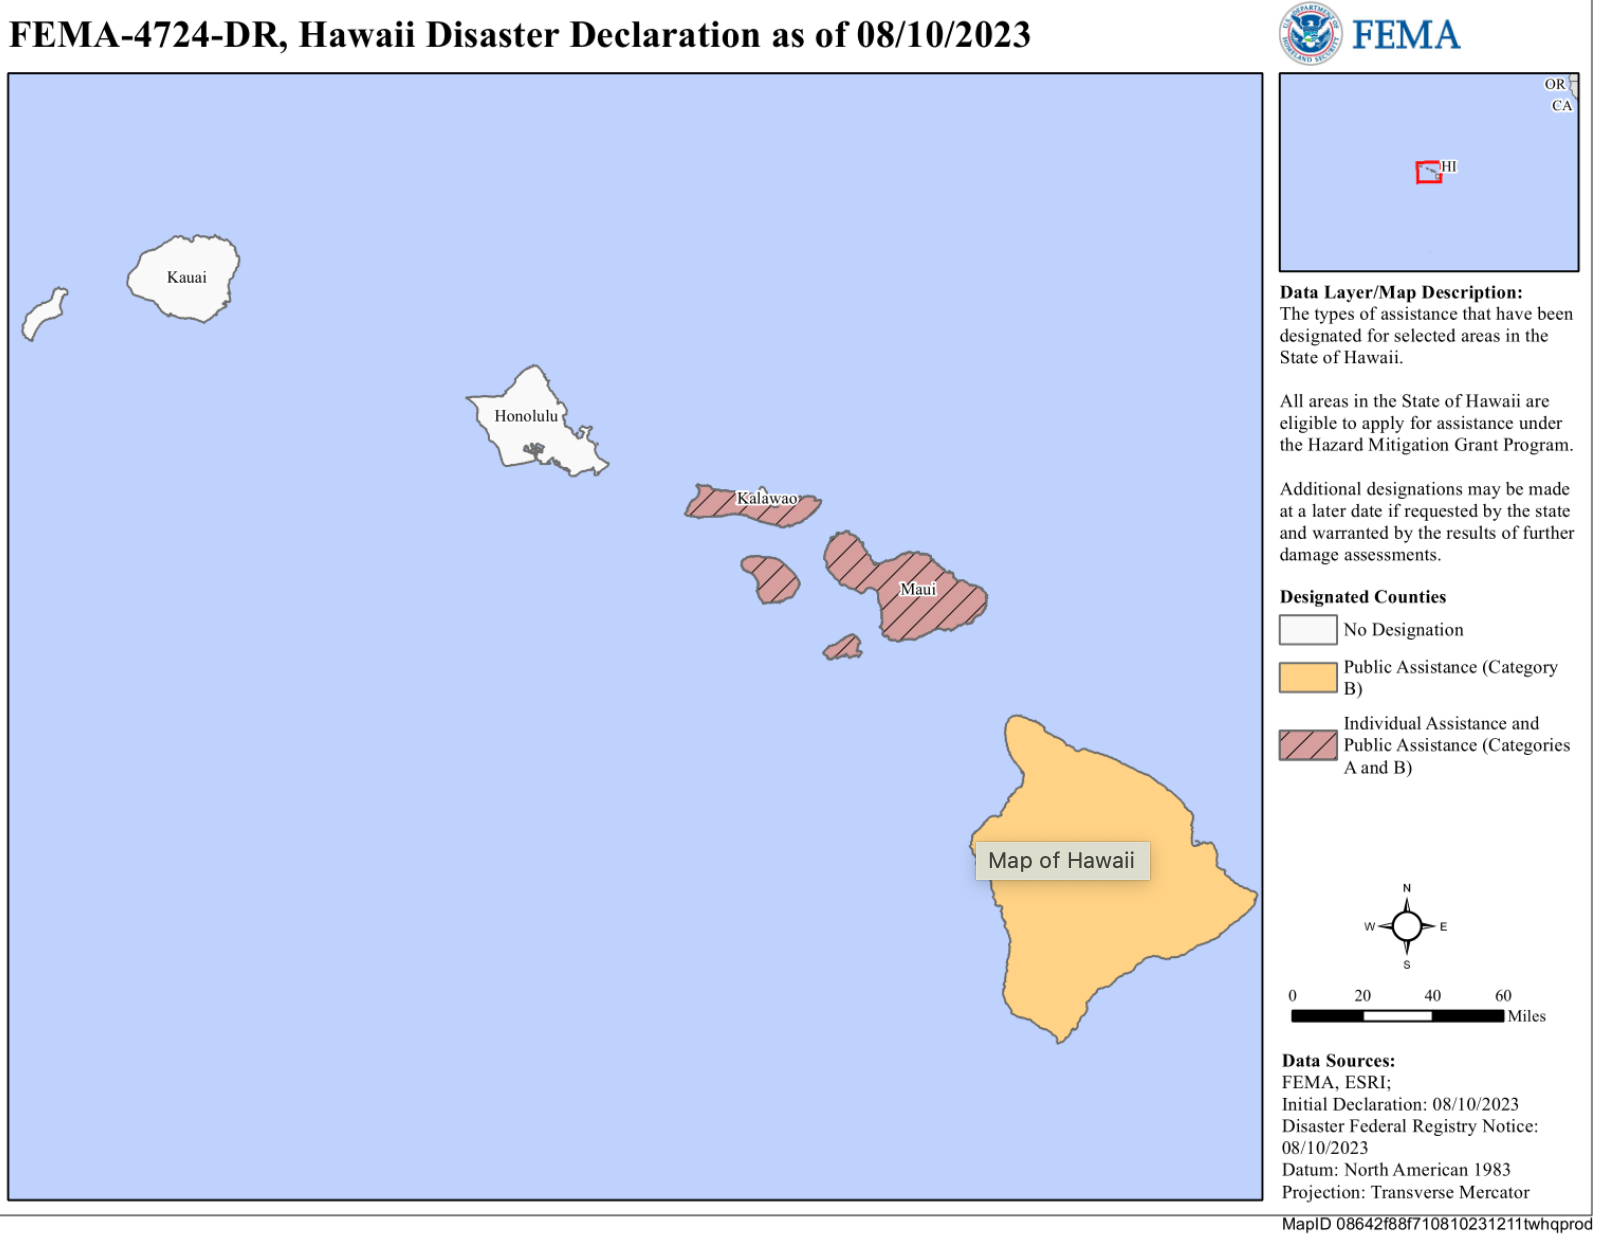 FEMA-4724-DR, Hawaii Disaster Declaration as of 08/10/2023
FEMA
OR
CA
HI
Kauai
Honolulu
Kalawao
Maui
Map of Hawaii
Data Layer/Map Description:
The types of assistance that have been
designated for selected areas in the
State of Hawaii.
All areas in the State of Hawaii are
eligible to apply for assistance under
the Hazard Mitigation Grant Program.
Additional designations may be made
at a later date if requested by the state
and warranted by the results of further
damage assessments.
Designated Counties
No Designation
Public Assistance (Category
B)
Individual Assistance and
Public Assistance (Categories
A and B)
N
W E
S
0 20 40 60
Miles
Data Sources:
FEMA, ESRI;
Initial Declaration: 08/10/2023
Disaster Federal Registry Notice:
08/10/2023
Datum: North American 1983
Projection: Transverse Mercator
MapID 08642f88f710810231211twhqprod